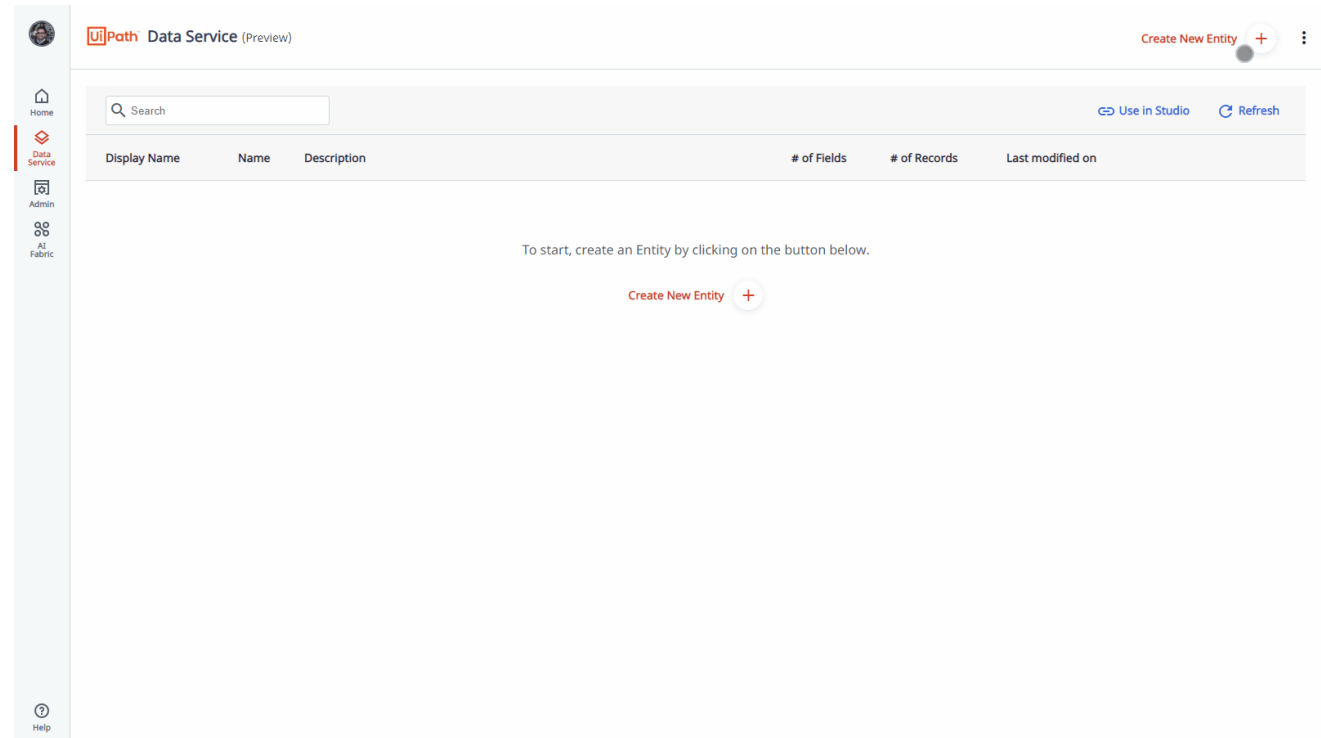 UiPath Data Service (Preview)
Create New Entity
Home
Data
Service
Admin
AI
Fabric
Help
Search
Use in Studio
Refresh
Display Name Name Description # of Fields # of Records Last modified on
To start, create an Entity by clicking on the button below.
Create New Entity